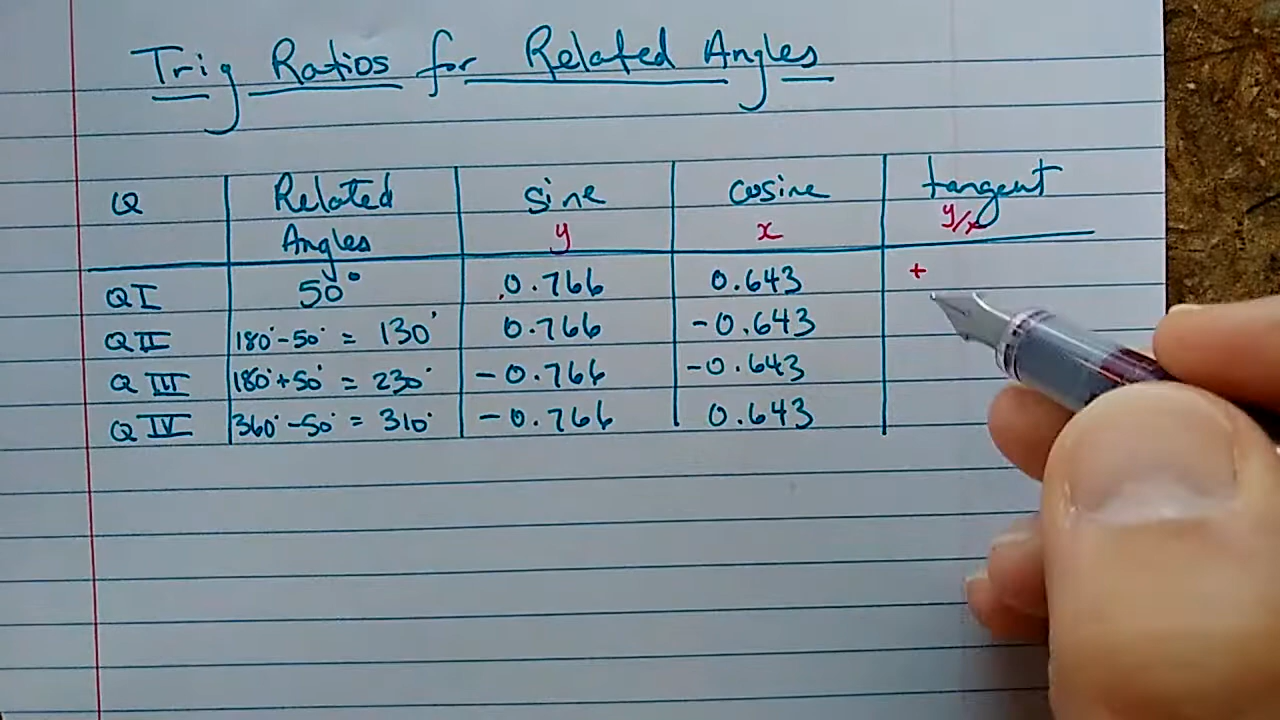 Trig Ratios for Related Angles
Q Related Angles sine y cosine x tangent y/x
QI 50° 0.766 0.643 +
QII 180°-50° = 130° 0.766 -0.643
QIII 180°+50° = 230° -0.766 -0.643
QIV 360°-50° = 310° -0.766 0.643